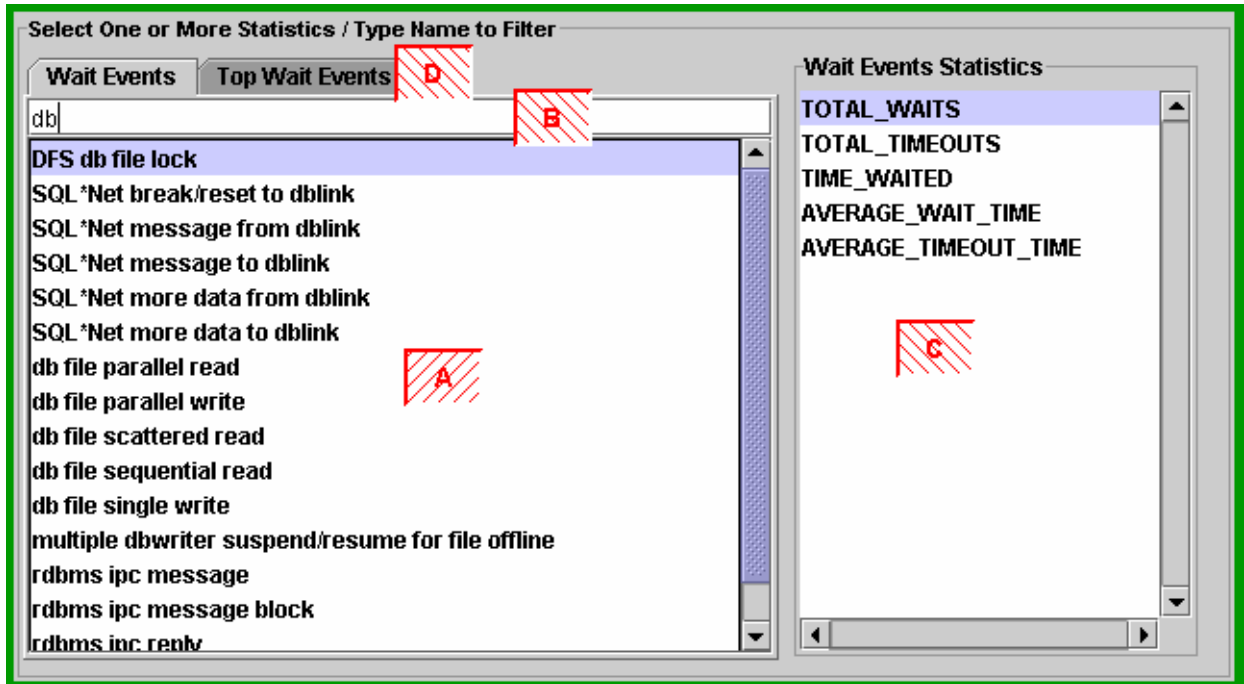 Select One or More Statistics / Type Name to Filter
Wait Events
Top Wait Events
D
db
B
DFS db file lock
SQL*Net break/reset to dblink
SQL*Net message from dblink
SQL*Net message to dblink
SQL*Net more data from dblink
SQL*Net more data to dblink
db file parallel read
A
db file parallel write
db file scattered read
db file sequential read
db file single write
multiple dbwriter suspend/resume for file offline
rdbms ipc message
rdbms ipc message block
rdbms ipc reply
Wait Events Statistics
TOTAL_WAITS
TOTAL_TIMEOUTS
TIME_WAITED
AVERAGE_WAIT_TIME
AVERAGE_TIMEOUT_TIME
C